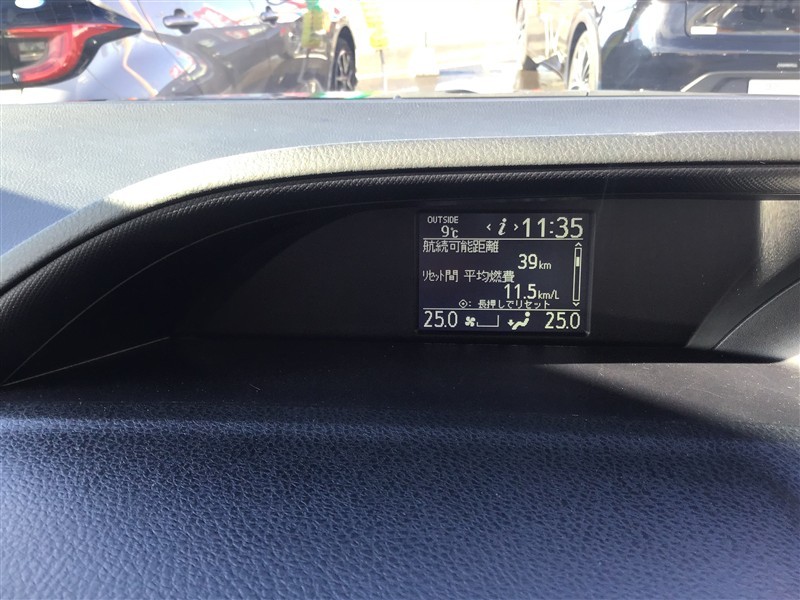 OUTSIDE
9℃
‹ i › 11:35
航続可能距離
39km
ﾘｾｯﾄ間 平均燃費
11.5km/L
⊙: 長押しでリセット
25.0 25.0